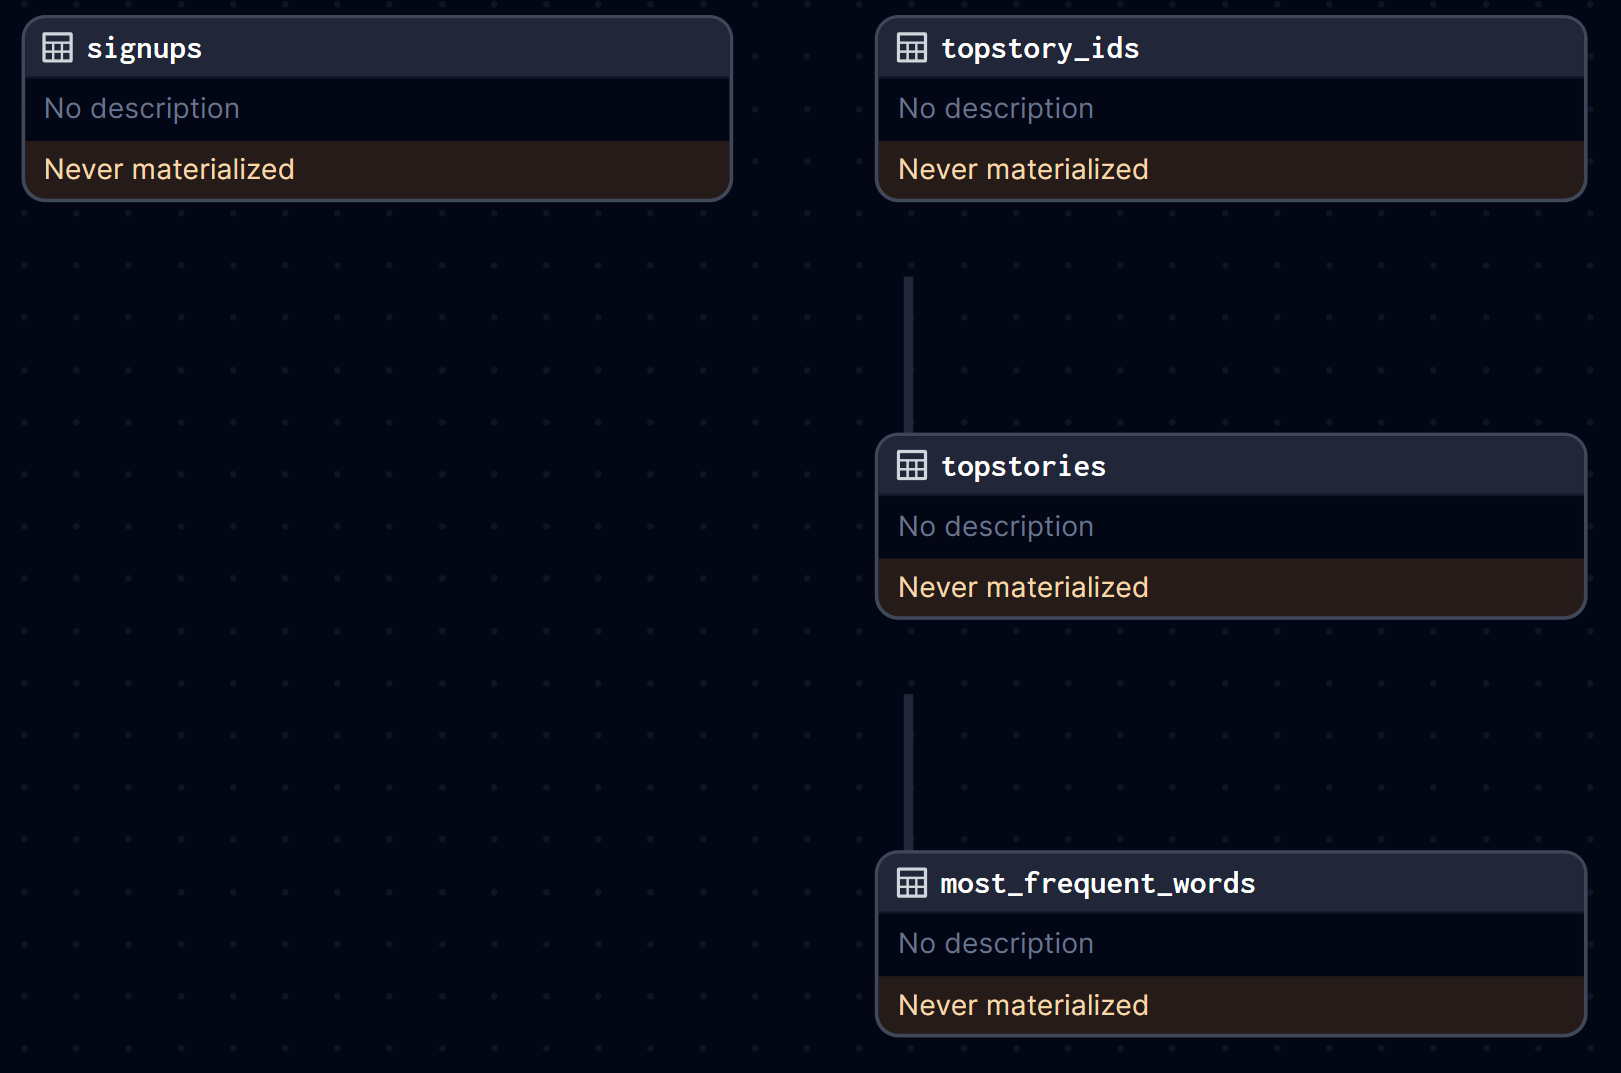 signups
No description
Never materialized
topstory_ids
No description
Never materialized
topstories
No description
Never materialized
most_frequent_words
No description
Never materialized